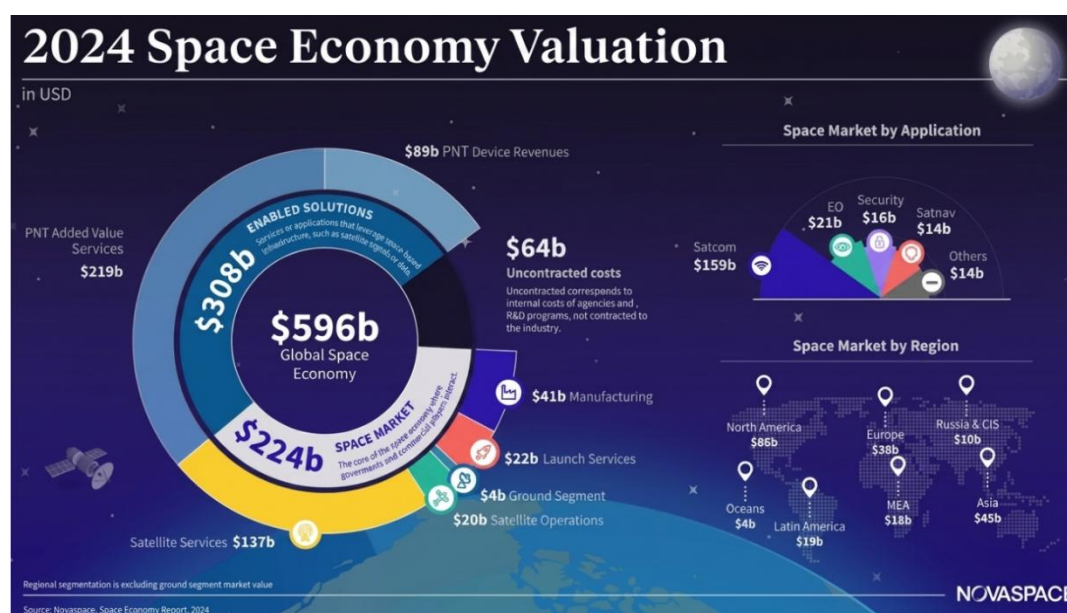 2024 Space Economy Valuation
in USD
$89b PNT Device Revenues
PNT Added Value
Services
$219b
ENABLED SOLUTIONS
Services or applications that leverage space-based
infrastructure, such as satellite signals or data.
$308b
$596b
Global Space
Economy
$64b
Uncontracted costs
Uncontracted corresponds to
internal costs of agencies and ,
R&D programs, not contracted to
the industry.
$224b
SPACE MARKET
The core of the space economy where
goverments and commercial players interact.
$41b Manufacturing
$22b Launch Services
$4b Ground Segment
$20b Satellite Operations
Satellite Services $137b
Space Market by Application
Satcom
$159b
EO
$21b
Security
$16b
Satnav
$14b
Others
$14b
Space Market by Region
North America
$86b
Europe
$38b
Russia & CIS
$10b
Oceans
$4b
Latin America
$19b
MEA
$18b
Asia
$45b
Regional segmentation is excluding ground segment market value
Source: Novaspace, Space Economy Report, 2024
NOVASPACE